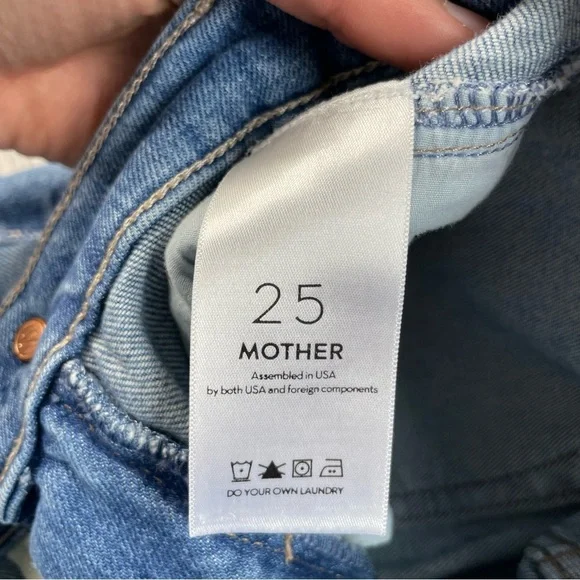 25
MOTHER
Assembled in USA
by both USA and foreign components
DO YOUR OWN LAUNDRY